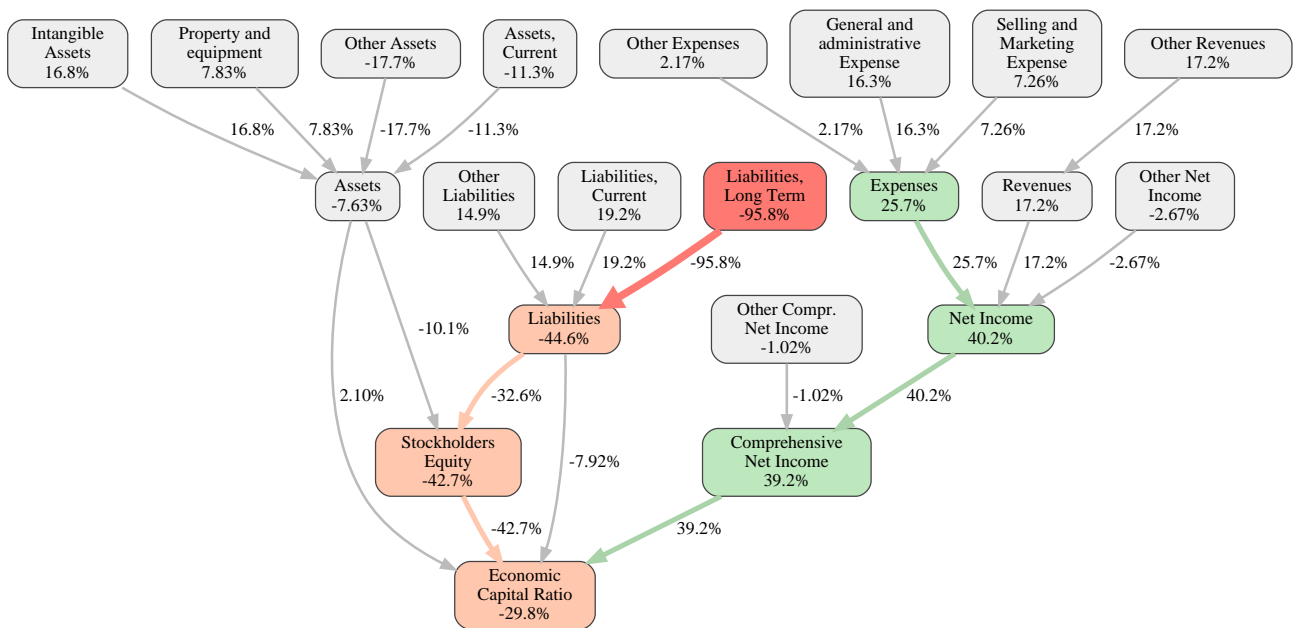 Intangible
Assets
16.8%
Property and
equipment
7.83%
Other Assets
-17.7%
Assets,
Current
-11.3%
Other Expenses
2.17%
General and
administrative
Expense
16.3%
Selling and
Marketing
Expense
7.26%
Other Revenues
17.2%
16.8%
7.83%
-17.7%
-11.3%
2.17%
16.3%
7.26%
17.2%
Assets
-7.63%
Other
Liabilities
14.9%
Liabilities,
Current
19.2%
Liabilities,
Long Term
-95.8%
Expenses
25.7%
Revenues
17.2%
Other Net
Income
-2.67%
14.9%
19.2%
-95.8%
25.7%
17.2%
-2.67%
-10.1%
Liabilities
-44.6%
Other Compr.
Net Income
-1.02%
Net Income
40.2%
2.10%
-32.6%
-1.02%
40.2%
Stockholders
Equity
-42.7%
-7.92%
Comprehensive
Net Income
39.2%
-42.7%
39.2%
Economic
Capital Ratio
-29.8%